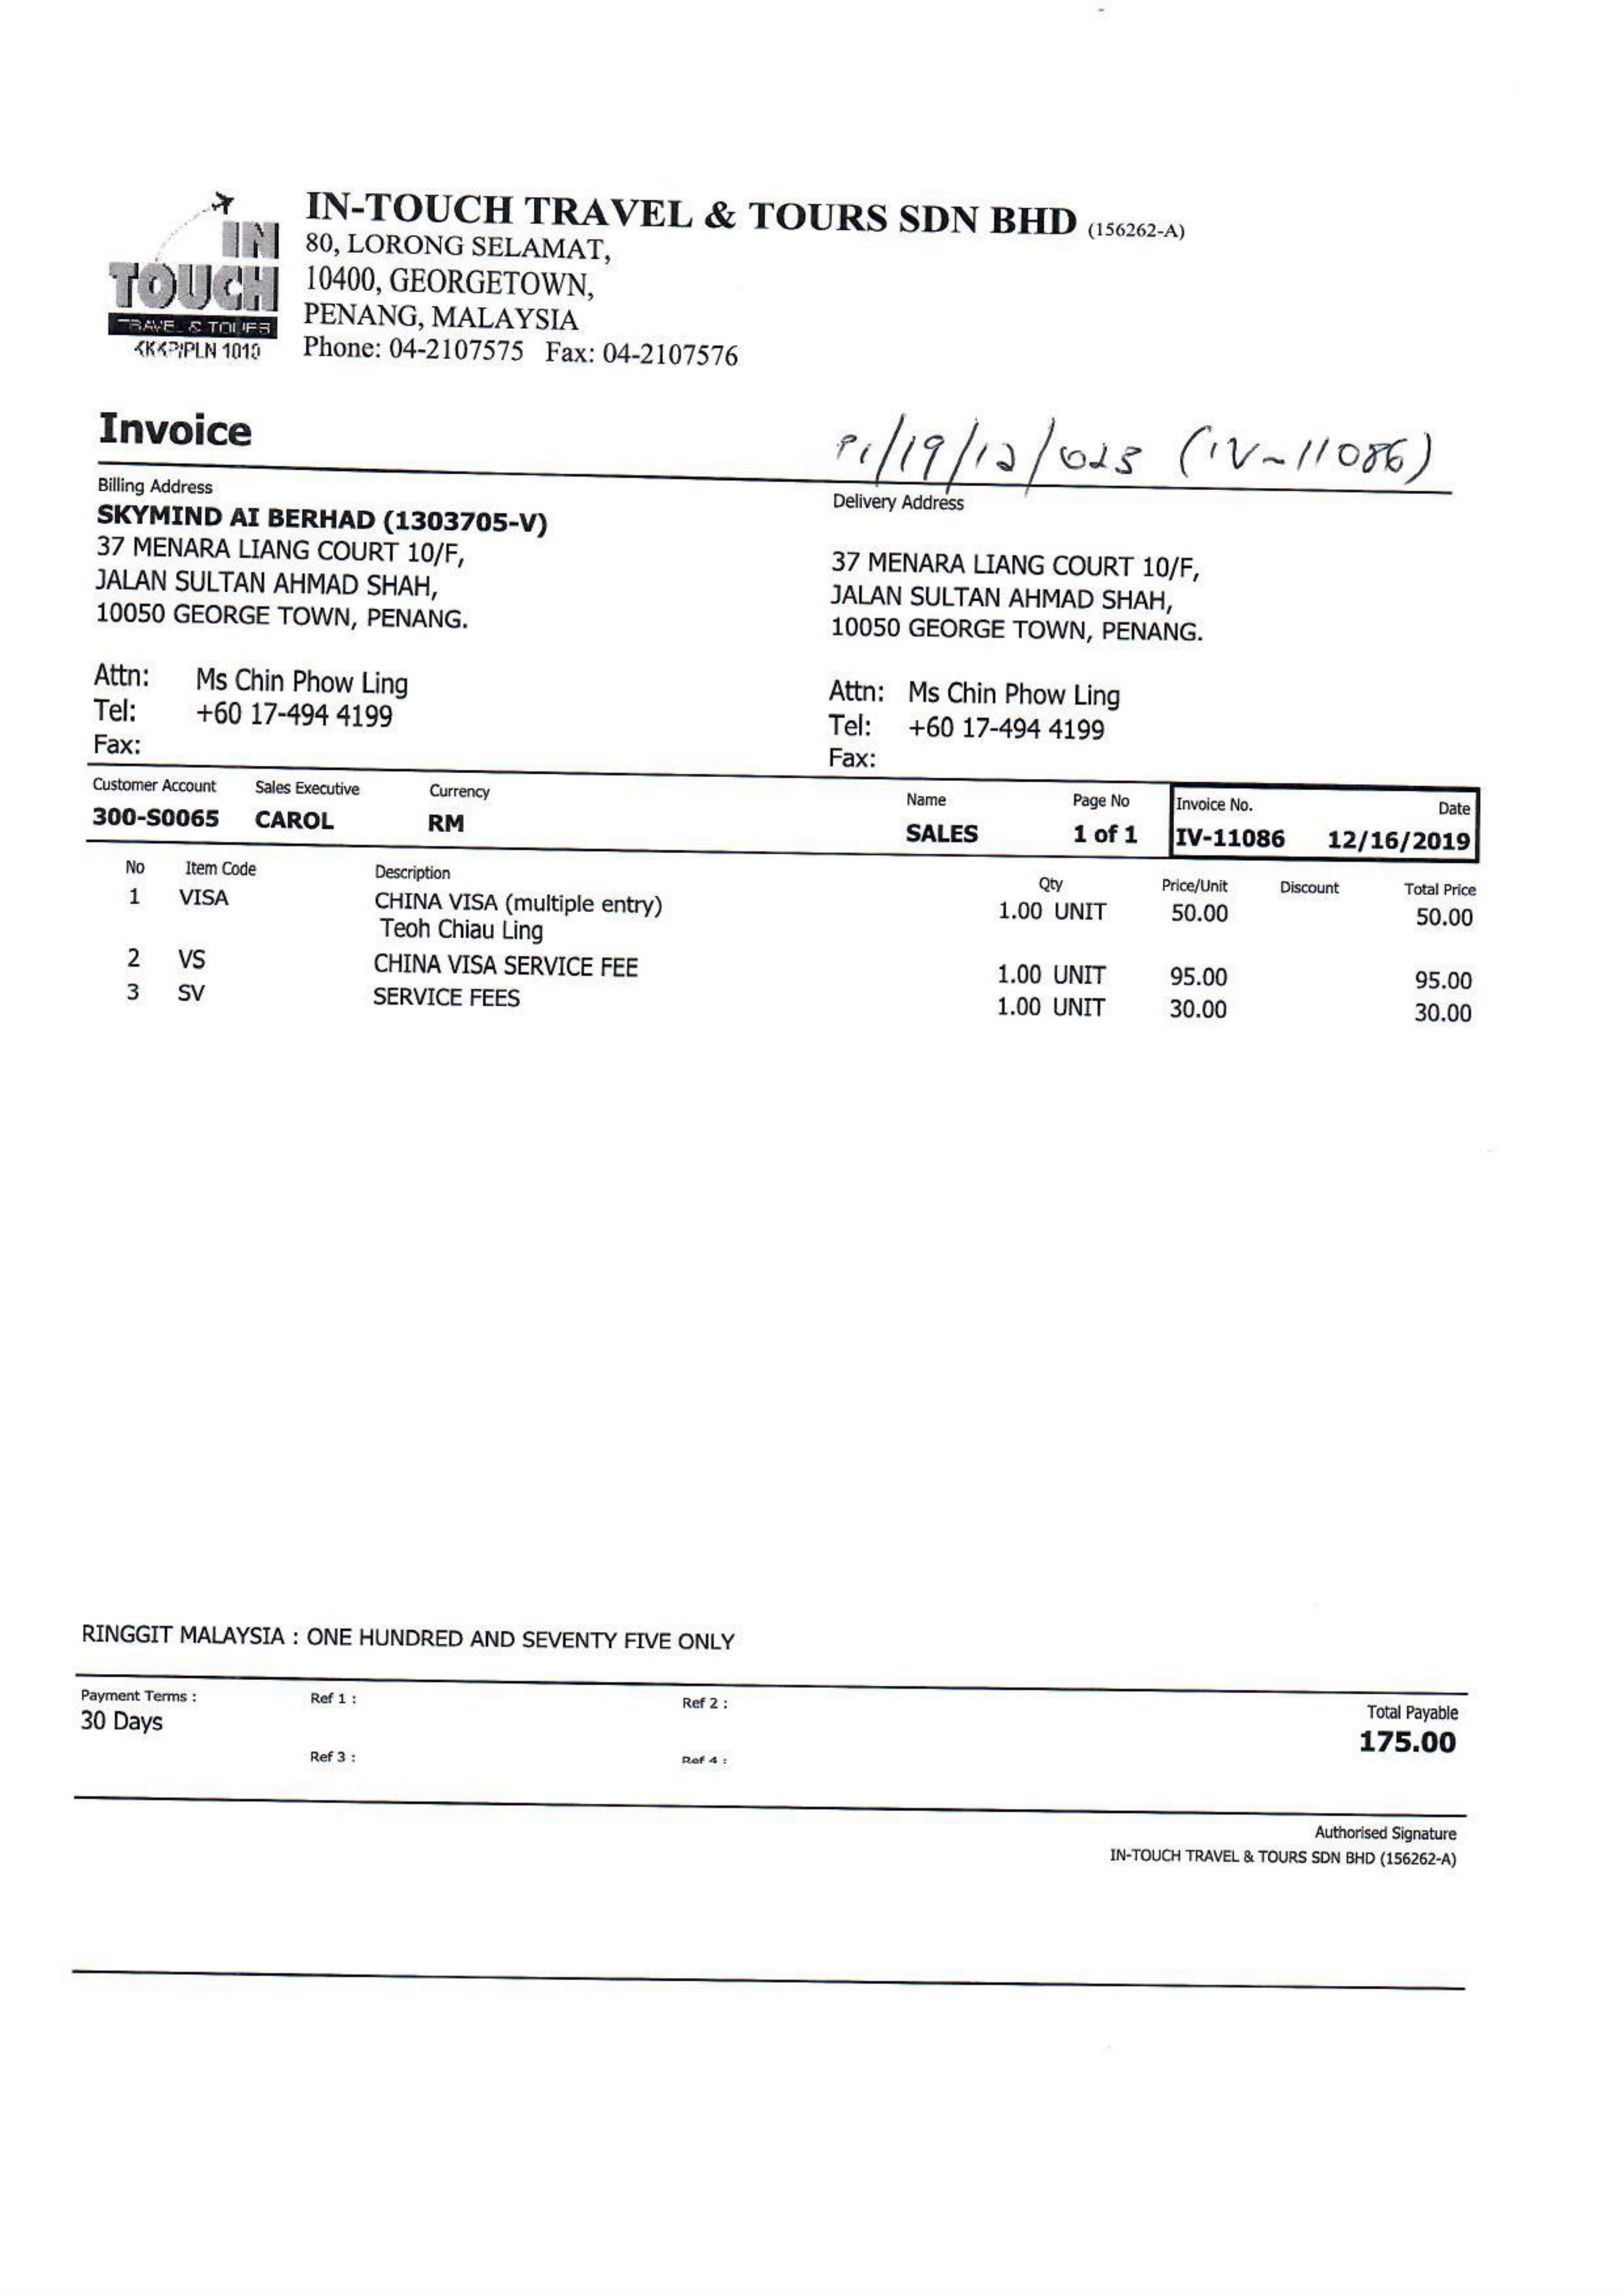 IN
TOUCH
TRAVEL & TOURS
KKKP/PLN 1010
IN-TOUCH TRAVEL & TOURS SDN BHD (156262-A)
80, LORONG SELAMAT,
10400, GEORGETOWN,
PENANG, MALAYSIA
Phone: 04-2107575 Fax: 04-2107576
Invoice
PI/19/12/023 (IV-11086)
Billing Address
SKYMIND AI BERHAD (1303705-V)
37 MENARA LIANG COURT 10/F,
JALAN SULTAN AHMAD SHAH,
10050 GEORGE TOWN, PENANG.
Attn: Ms Chin Phow Ling
Tel: +60 17-494 4199
Fax:
Delivery Address
37 MENARA LIANG COURT 10/F,
JALAN SULTAN AHMAD SHAH,
10050 GEORGE TOWN, PENANG.
Attn: Ms Chin Phow Ling
Tel: +60 17-494 4199
Fax:
Customer Account Sales Executive Currency Name Page No Invoice No. Date
300-S0065 CAROL RM SALES 1 of 1 IV-11086 12/16/2019
No Item Code Description Qty Price/Unit Discount Total Price
1 VISA CHINA VISA (multiple entry) 1.00 UNIT 50.00 50.00
Teoh Chiau Ling
2 VS CHINA VISA SERVICE FEE 1.00 UNIT 95.00 95.00
3 SV SERVICE FEES 1.00 UNIT 30.00 30.00
RINGGIT MALAYSIA : ONE HUNDRED AND SEVENTY FIVE ONLY
Payment Terms : Ref 1 : Ref 2 : Total Payable
30 Days 175.00
Ref 3 : Ref 4 :
Authorised Signature
IN-TOUCH TRAVEL & TOURS SDN BHD (156262-A)